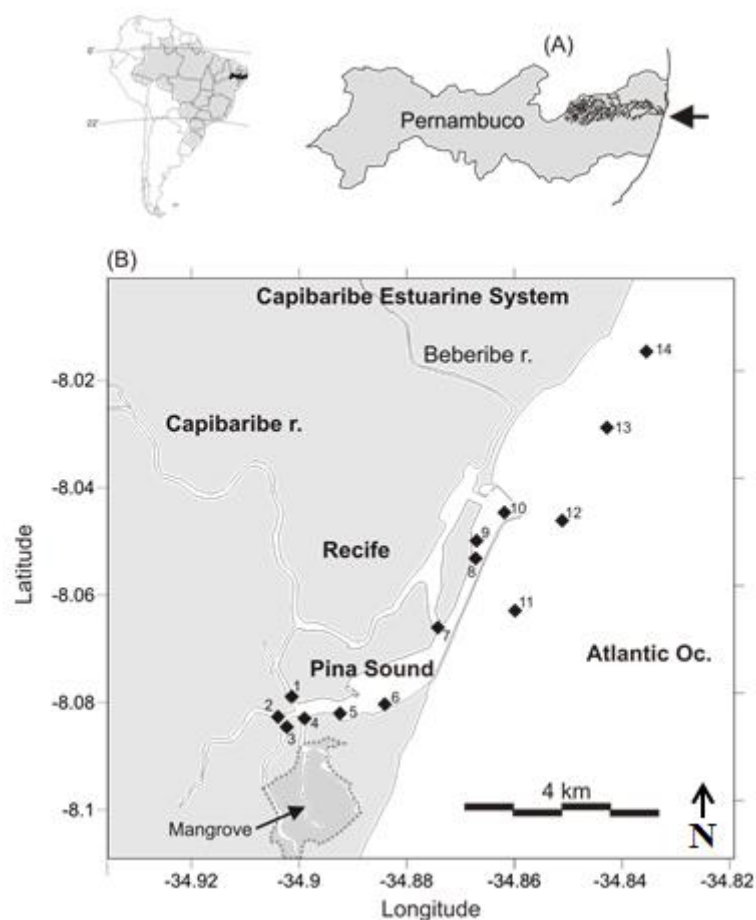 (A)
0°
22°
Pernambuco
(B)
Capibaribe Estuarine System
Beberibe r.
Capibaribe r.
Recife
Pina Sound
Atlantic Oc.
Mangrove
1
2
3
4
5
6
7
8
9
10
11
12
13
14
4 km
N
Latitude
-8.02
-8.04
-8.06
-8.08
-8.1
-34.92
-34.9
-34.88
-34.86
-34.84
-34.82
Longitude